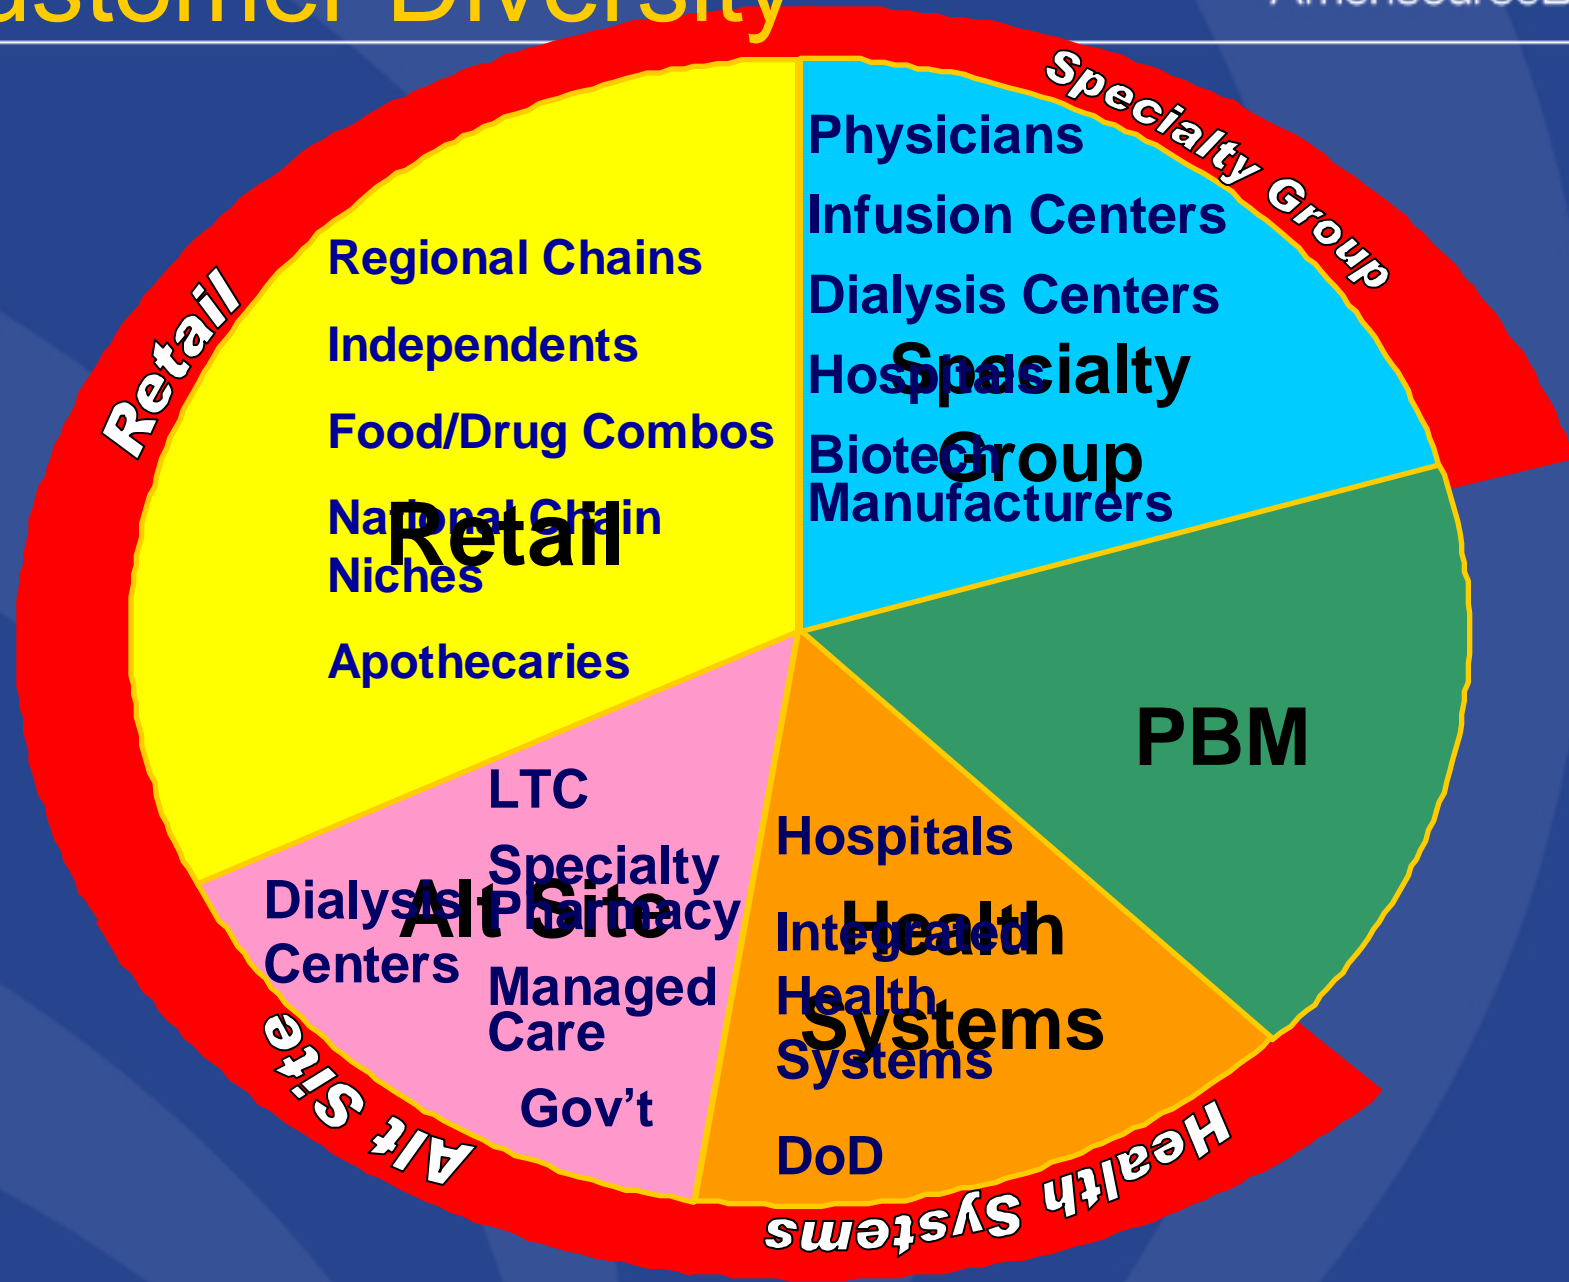 ustomer Diversity
Specialty Group
Physicians
Infusion Centers
Dialysis Centers
Hospitals
Biotech
Manufacturers
Specialty
Group
Retail
Regional Chains
Independents
Food/Drug Combos
National Chain
Niches
Apothecaries
Retail
PBM
LTC
Specialty
Pharmacy
Managed
Care
Gov’t
Dialysis
Centers
Alt Site
Alt Site
Hospitals
Integrated
Health
Systems
DoD
Health
Systems
Health Systems